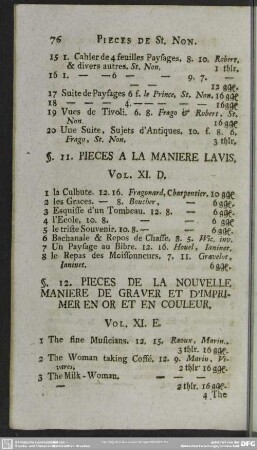 76 PIECES DE St. NON.
15 1. Cahier de 4 feuilles Paysages. 8. 10. Robert,
& divers autres. St. Non. 1 thlr.
16 1. — —6 — — 9. 7. —
— 12 ggr.
17 Suite de Paysages 6 f. le Prince, St. Non. 16 ggr.
18 — — 4. — — — — 16ggr
19 Vues de Tivoli. 6. 8. Frago & Robert, St.
Non. 16 ggr
20 Une Suite, Sujets d'Antiques. 10. f. 8. 6.
Frago, St. Non. 3 thlr.
§. 11. PIECES A LA MANIERE LAVIS,
VOL. XI. D.
1 la Culbute. 12. 16. Fragonard, Charpentier. 10 ggr.
2 les Graces. — 8. Boucher, — 6 ggr.
3 Esquisse d'un Tombeau. 12. 8. — 6 ggr.
4 l'Ecole, 10. 8. — 6 ggr.
5 le triste Souvenir. 10. 8. — — 6 ggr.
6 Bachanale & Repos de Chasse. 8. 5. Wic. inv.
7 Un Paysage au Bibre. 12. 16. Houel, Janinet.
8 le Repas des Moissonneurs. 7. 11. Gravelot,
Janinet. 6 ggr.
§. 12. PIECES DE LA NOUVELLE
MANIERE DE GRAVER ET D'IMPRI-
MER EN OR ET EN COULEUR.
VOL. XI. E.
1 The fine Musicians. 12. 15. Raoux, Marin.
3 thlr. 16 ggr.
2 The Woman taking Coffé. 12. 9. Marin, Vi-
vares, 2 thlr 16 ggr.
3 The Milk-Woman. — —
2 thlr. 16 ggr.
4 The